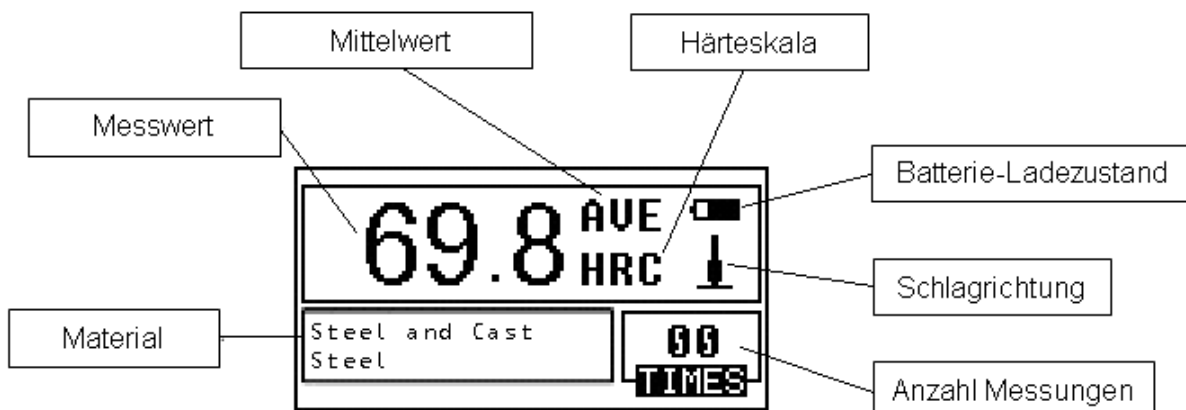 Mittelwert
Härteskala
Messwert
Batterie-Ladezustand
69.8
AVE
HRC
Schlagrichtung
Material
Steel and Cast
Steel
00
TIMES
Anzahl Messungen